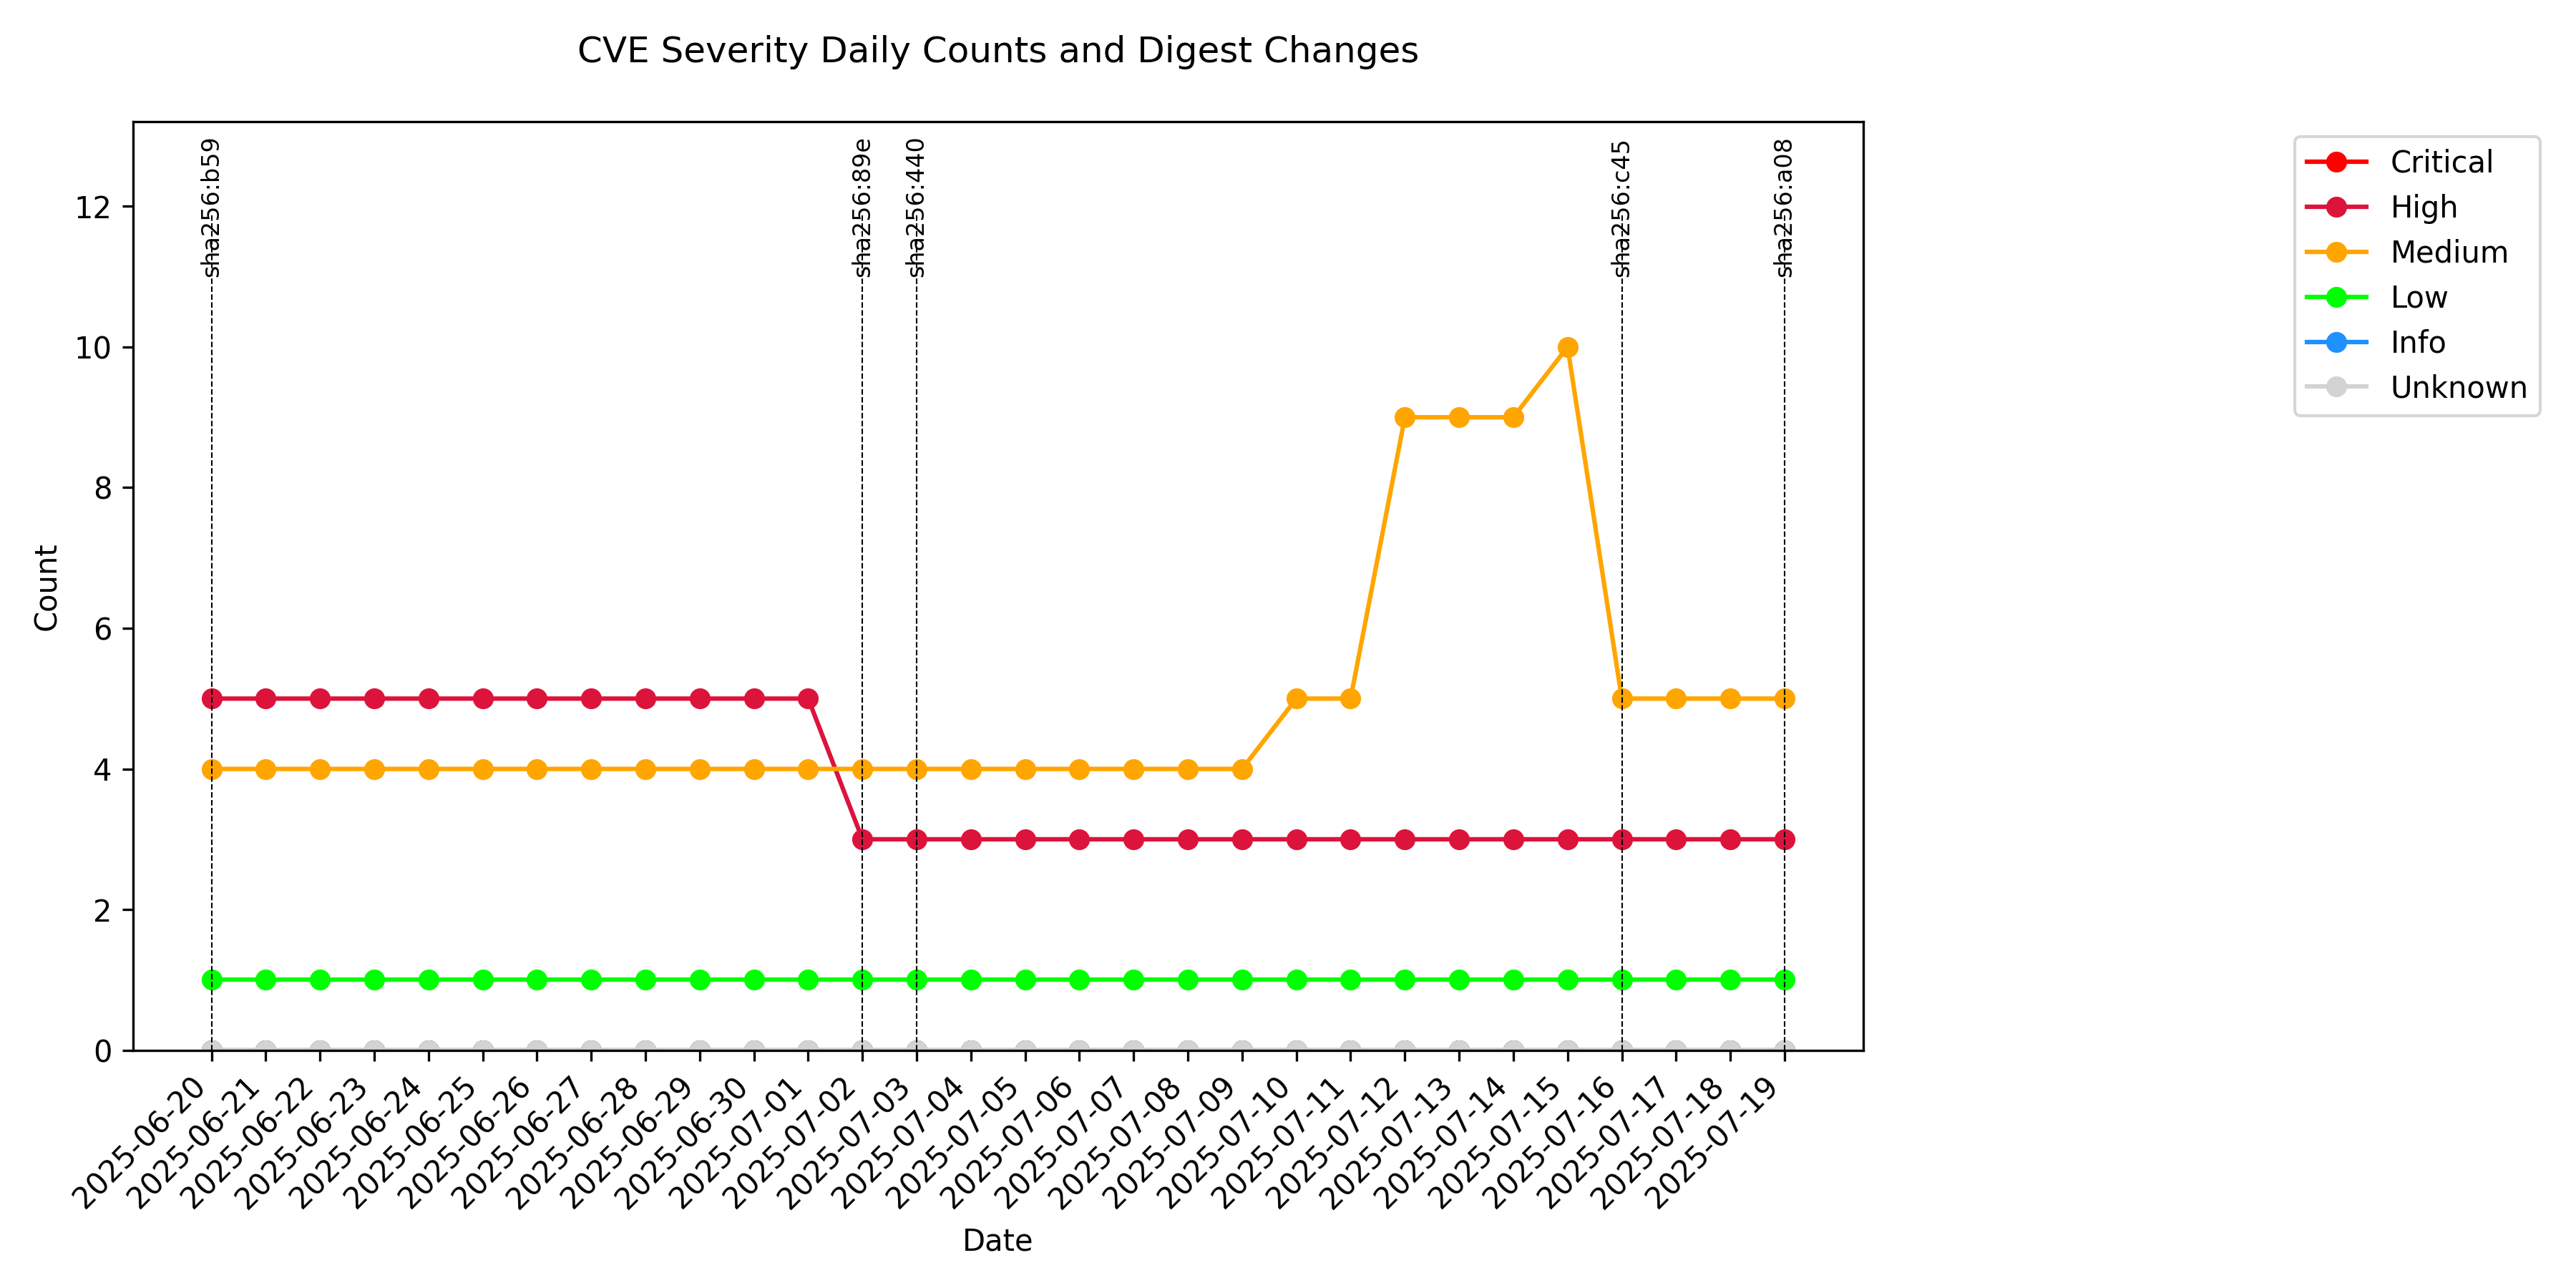 CVE Severity Daily Counts and Digest Changes
sha256:b59
sha256:89e
sha256:440
sha256:c45
sha256:a08
Critical
High
Medium
Low
Info
Unknown
12
10
8
6
4
2
0
Count
2025-06-20
2025-06-21
2025-06-22
2025-06-23
2025-06-24
2025-06-25
2025-06-26
2025-06-27
2025-06-28
2025-06-29
2025-06-30
2025-07-01
2025-07-02
2025-07-03
2025-07-04
2025-07-05
2025-07-06
2025-07-07
2025-07-08
2025-07-09
2025-07-10
2025-07-11
2025-07-12
2025-07-13
2025-07-14
2025-07-15
2025-07-16
2025-07-17
2025-07-18
2025-07-19
Date